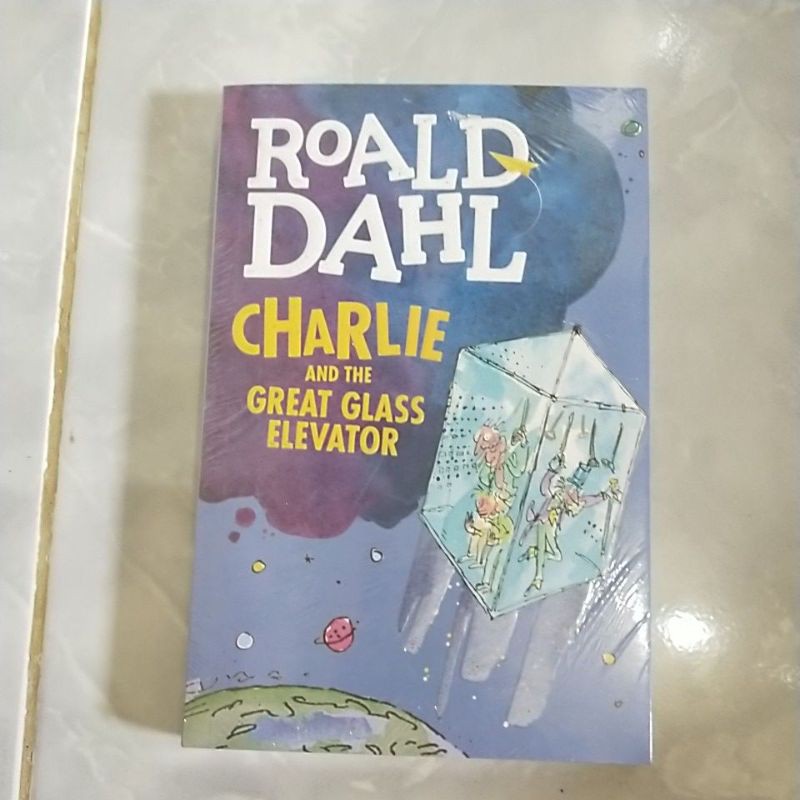 ROALD
DAHL
CHARLIE
AND THE
GREAT GLASS
ELEVATOR